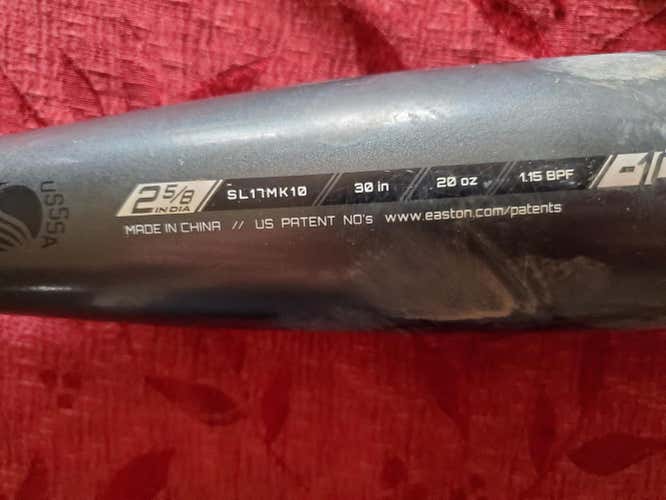 USSSA
2 5/8
IN DIA
SL17MK10 / 30 in / 20 oz / 1.15 BPF
MADE IN CHINA // US PATENT NO's www.easton.com/patents